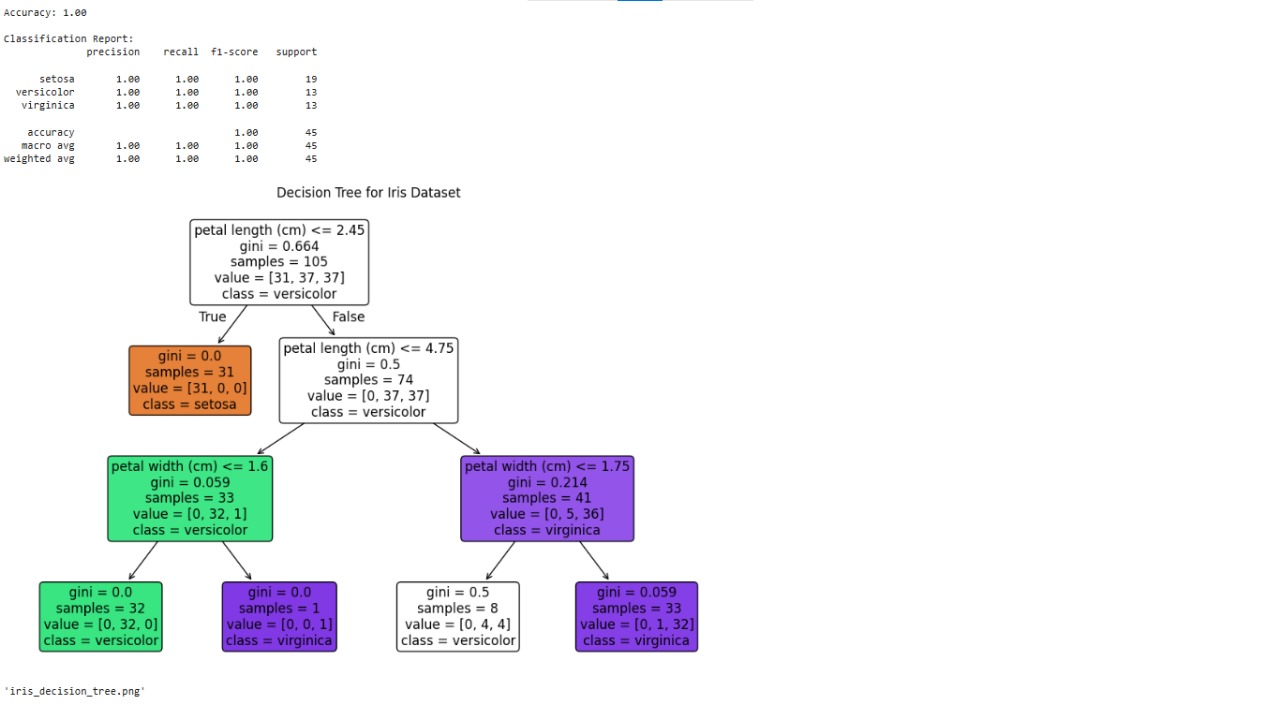 Accuracy: 1.00
Classification Report:
precision recall f1-score support
setosa 1.00 1.00 1.00 19
versicolor 1.00 1.00 1.00 13
virginica 1.00 1.00 1.00 13
accuracy 1.00 45
macro avg 1.00 1.00 1.00 45
weighted avg 1.00 1.00 1.00 45
Decision Tree for Iris Dataset
petal length (cm) <= 2.45
gini = 0.664
samples = 105
value = [31, 37, 37]
class = versicolor
True
False
gini = 0.0
samples = 31
value = [31, 0, 0]
class = setosa
petal length (cm) <= 4.75
gini = 0.5
samples = 74
value = [0, 37, 37]
class = versicolor
petal width (cm) <= 1.6
gini = 0.059
samples = 33
value = [0, 32, 1]
class = versicolor
petal width (cm) <= 1.75
gini = 0.214
samples = 41
value = [0, 5, 36]
class = virginica
gini = 0.0
samples = 32
value = [0, 32, 0]
class = versicolor
gini = 0.0
samples = 1
value = [0, 0, 1]
class = virginica
gini = 0.5
samples = 8
value = [0, 4, 4]
class = versicolor
gini = 0.059
samples = 33
value = [0, 1, 32]
class = virginica
'iris_decision_tree.png'